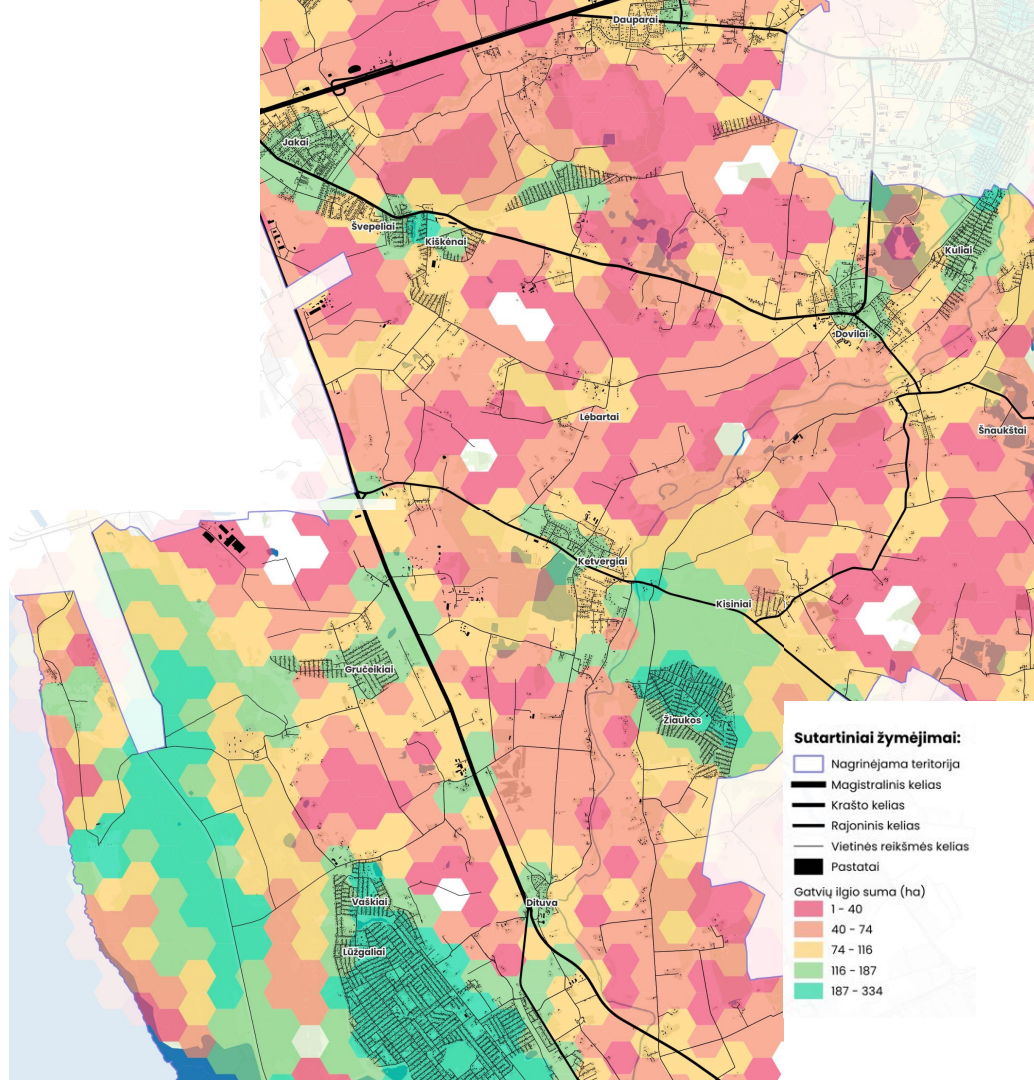 Dauparai
Jakai
Švepeliai
Kiškėnai
Kuliai
Dovilai
Lėbartai
Šnaukštai
Ketvergiai
Kisiniai
Gručeikiai
Žiaukos
Vaškiai
Dituva
Lūžgaliai
Sutartiniai žymėjimai:
Nagrinėjama teritorija
Magistralinis kelias
Krašto kelias
Rajoninis kelias
Vietinės reikšmės kelias
Pastatai
Gatvių ilgio suma (ha)
1 - 40
40 - 74
74 - 116
116 - 187
187 - 334